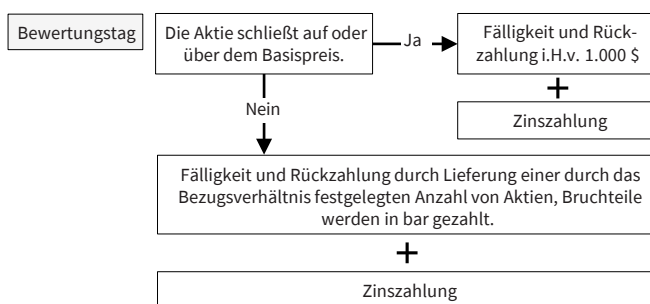 Bewertungstag
Die Aktie schließt auf oder
über dem Basispreis.
Ja
Fälligkeit und Rück-
zahlung i.H.v. 1.000 $
+
Zinszahlung
Nein
Fälligkeit und Rückzahlung durch Lieferung einer durch das
Bezugsverhältnis festgelegten Anzahl von Aktien, Bruchteile
werden in bar gezahlt.
+
Zinszahlung